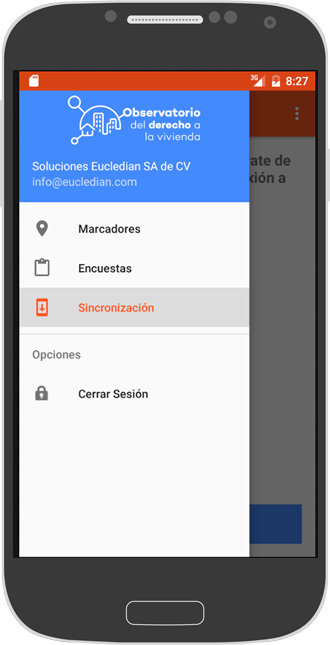 3G 8:27
Observatorio
del derecho a
la vivienda
Soluciones Eucledian SA de CV
info@eucledian.com
Marcadores
Encuestas
Sincronización
Opciones
Cerrar Sesión
rate de
xión a